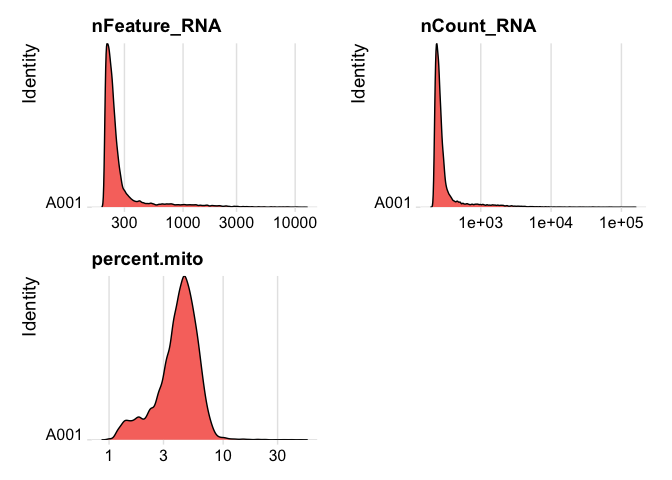 nFeature_RNA
Identity
A001
300 1000 3000 10000
nCount_RNA
Identity
A001
1e+03 1e+04 1e+05
percent.mito
Identity
A001
1 3 10 30